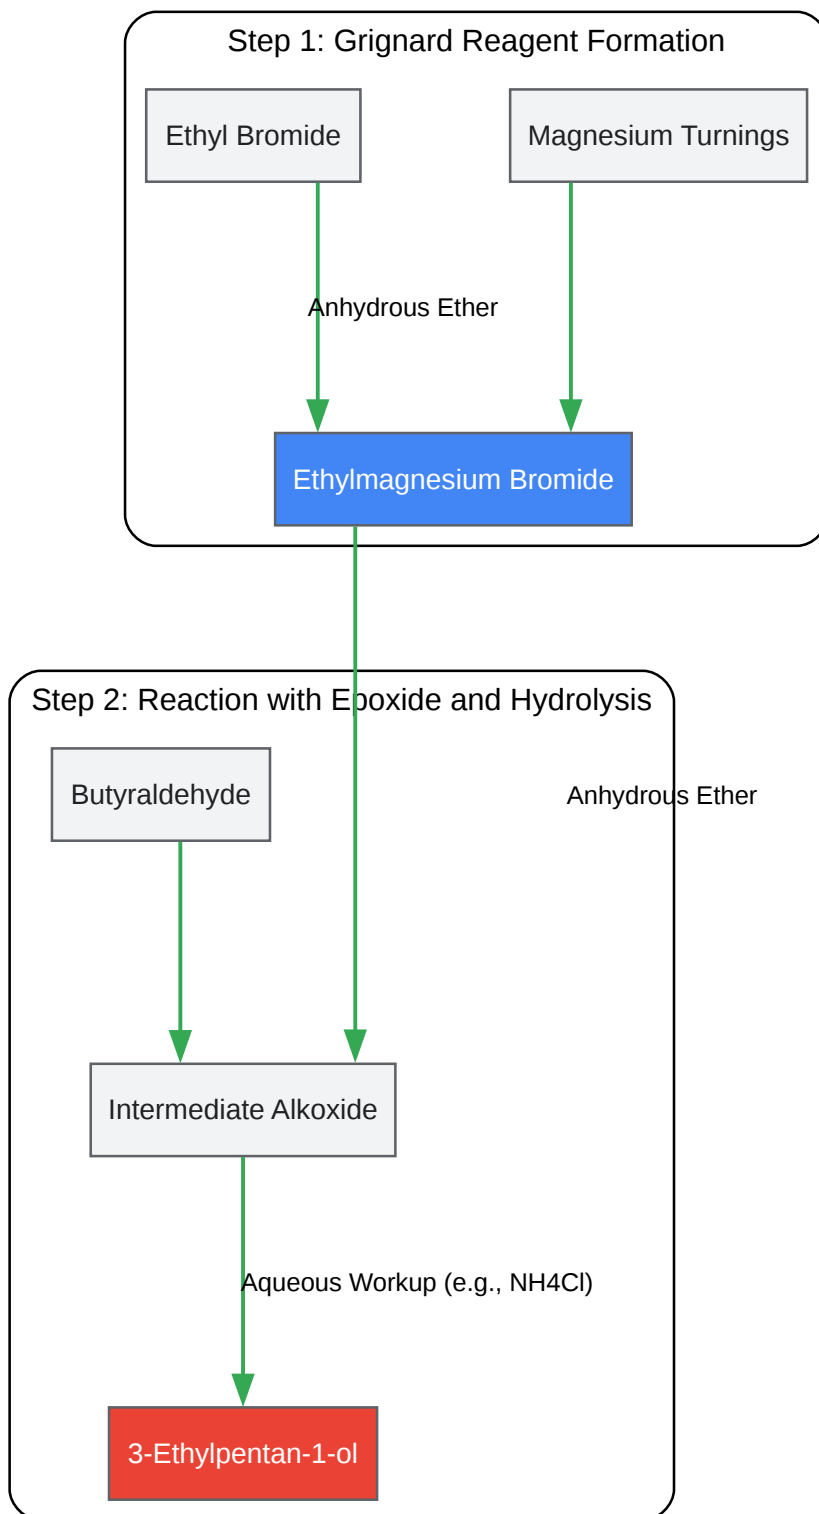 Step 1: Grignard Reagent Formation
Ethyl Bromide
Magnesium Turnings
Anhydrous Ether
Ethylmagnesium Bromide
Step 2: Reaction with Epoxide and Hydrolysis
Butyraldehyde
Anhydrous Ether
Intermediate Alkoxide
Aqueous Workup (e.g., NH4Cl)
3-Ethylpentan-1-ol